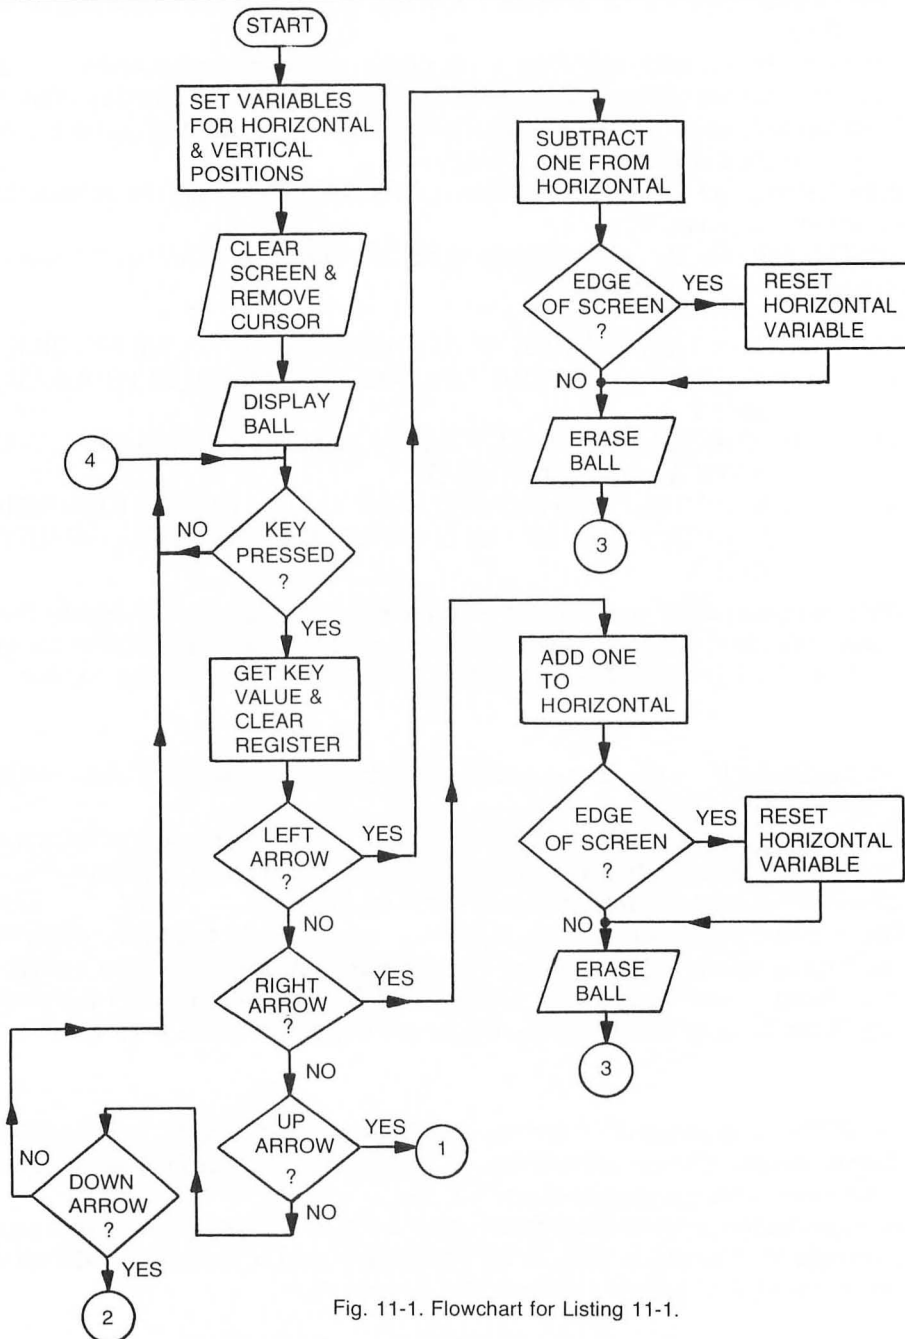 START
SET VARIABLES
FOR HORIZONTAL
& VERTICAL
POSITIONS
CLEAR
SCREEN &
REMOVE
CURSOR
DISPLAY
BALL
4
KEY
PRESSED
?
NO
YES
GET KEY
VALUE &
CLEAR
REGISTER
LEFT
ARROW
?
YES
NO
RIGHT
ARROW
?
YES
NO
UP
ARROW
?
YES
1
NO
DOWN
ARROW
?
NO
YES
2
SUBTRACT
ONE FROM
HORIZONTAL
EDGE
OF SCREEN
?
YES
RESET
HORIZONTAL
VARIABLE
NO
ERASE
BALL
3
ADD ONE
TO
HORIZONTAL
EDGE
OF SCREEN
?
YES
RESET
HORIZONTAL
VARIABLE
NO
ERASE
BALL
3
Fig. 11-1. Flowchart for Listing 11-1.